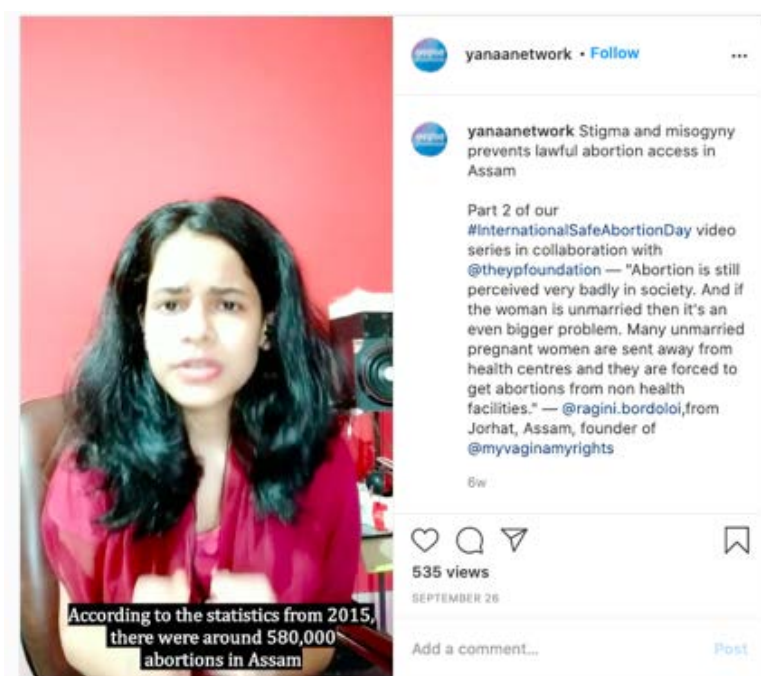 yanaanetwork • Follow
yanaanetwork Stigma and misogyny
prevents lawful abortion access in
Assam
Part 2 of our
#InternationalSafeAbortionDay video
series in collaboration with
@theypfoundation — "Abortion is still
perceived very badly in society. And if
the woman is unmarried then it's an
even bigger problem. Many unmarried
pregnant women are sent away from
health centres and they are forced to
get abortions from non health
facilities." — @ragini.bordoloi,from
Jorhat, Assam, founder of
@myvaginamyrights
6w
535 views
SEPTEMBER 26
Add a comment...
Post
According to the statistics from 2015,
there were around 580,000
abortions in Assam